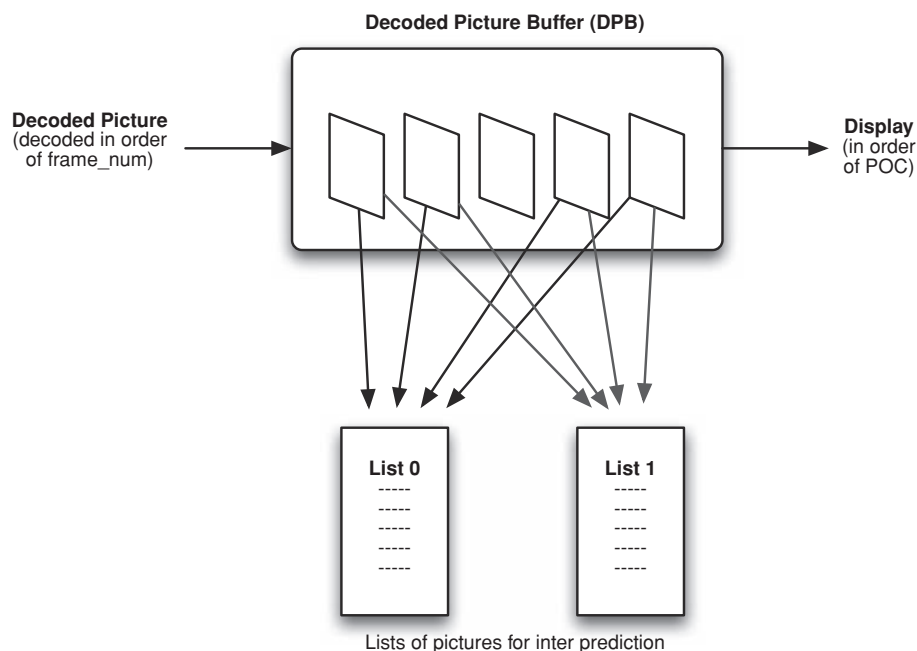 Decoded Picture Buffer (DPB)
Decoded Picture
(decoded in order
of frame_num)
Display
(in order
of POC)
List 0
-----
-----
-----
-----
-----
List 1
-----
-----
-----
-----
-----
Lists of pictures for inter prediction